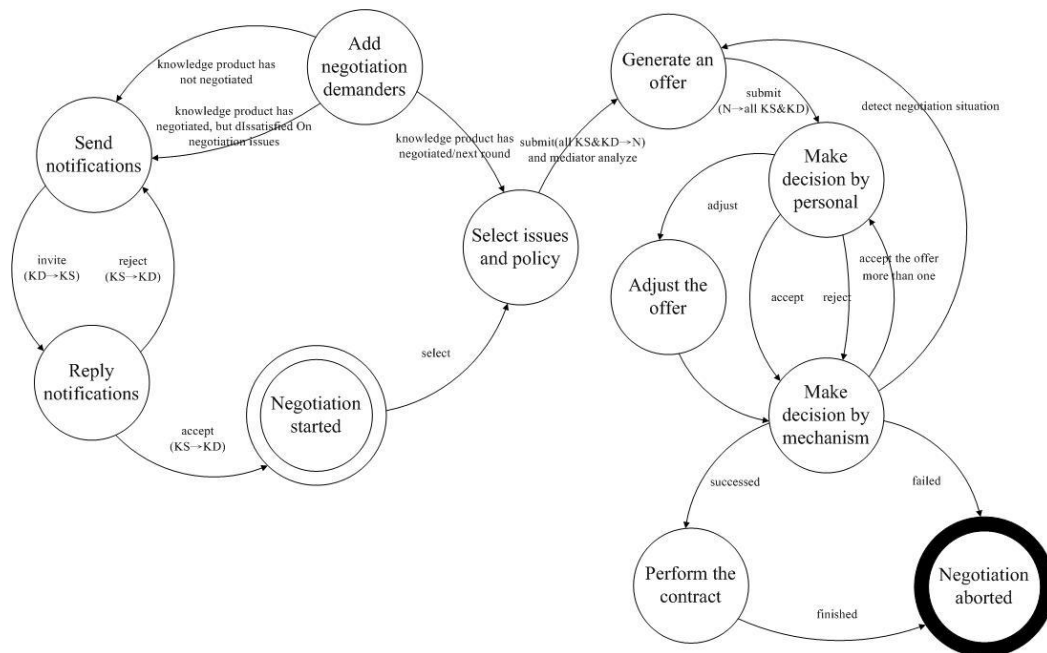 Add
negotiation
demanders
knowledge product has
not negotiated
knowledge product has
negotiated, but dIssatisfied On
negotiation issues
Send
notifications
knowledge product has
negotiated/next round
invite
(KD→KS)
reject
(KS→KD)
Reply
notifications
accept
(KS→KD)
Negotiation
started
select
Select issues
and policy
submit(all KS&KD→N)
and mediator analyze
Generate an
offer
submit
(N→all KS&KD)
detect negotiation situation
Make
decision by
personal
adjust
Adjust the
offer
accept
reject
accept the offer
more than one
Make
decision by
mechanism
successed
failed
Perform the
contract
finished
Negotiation
aborted